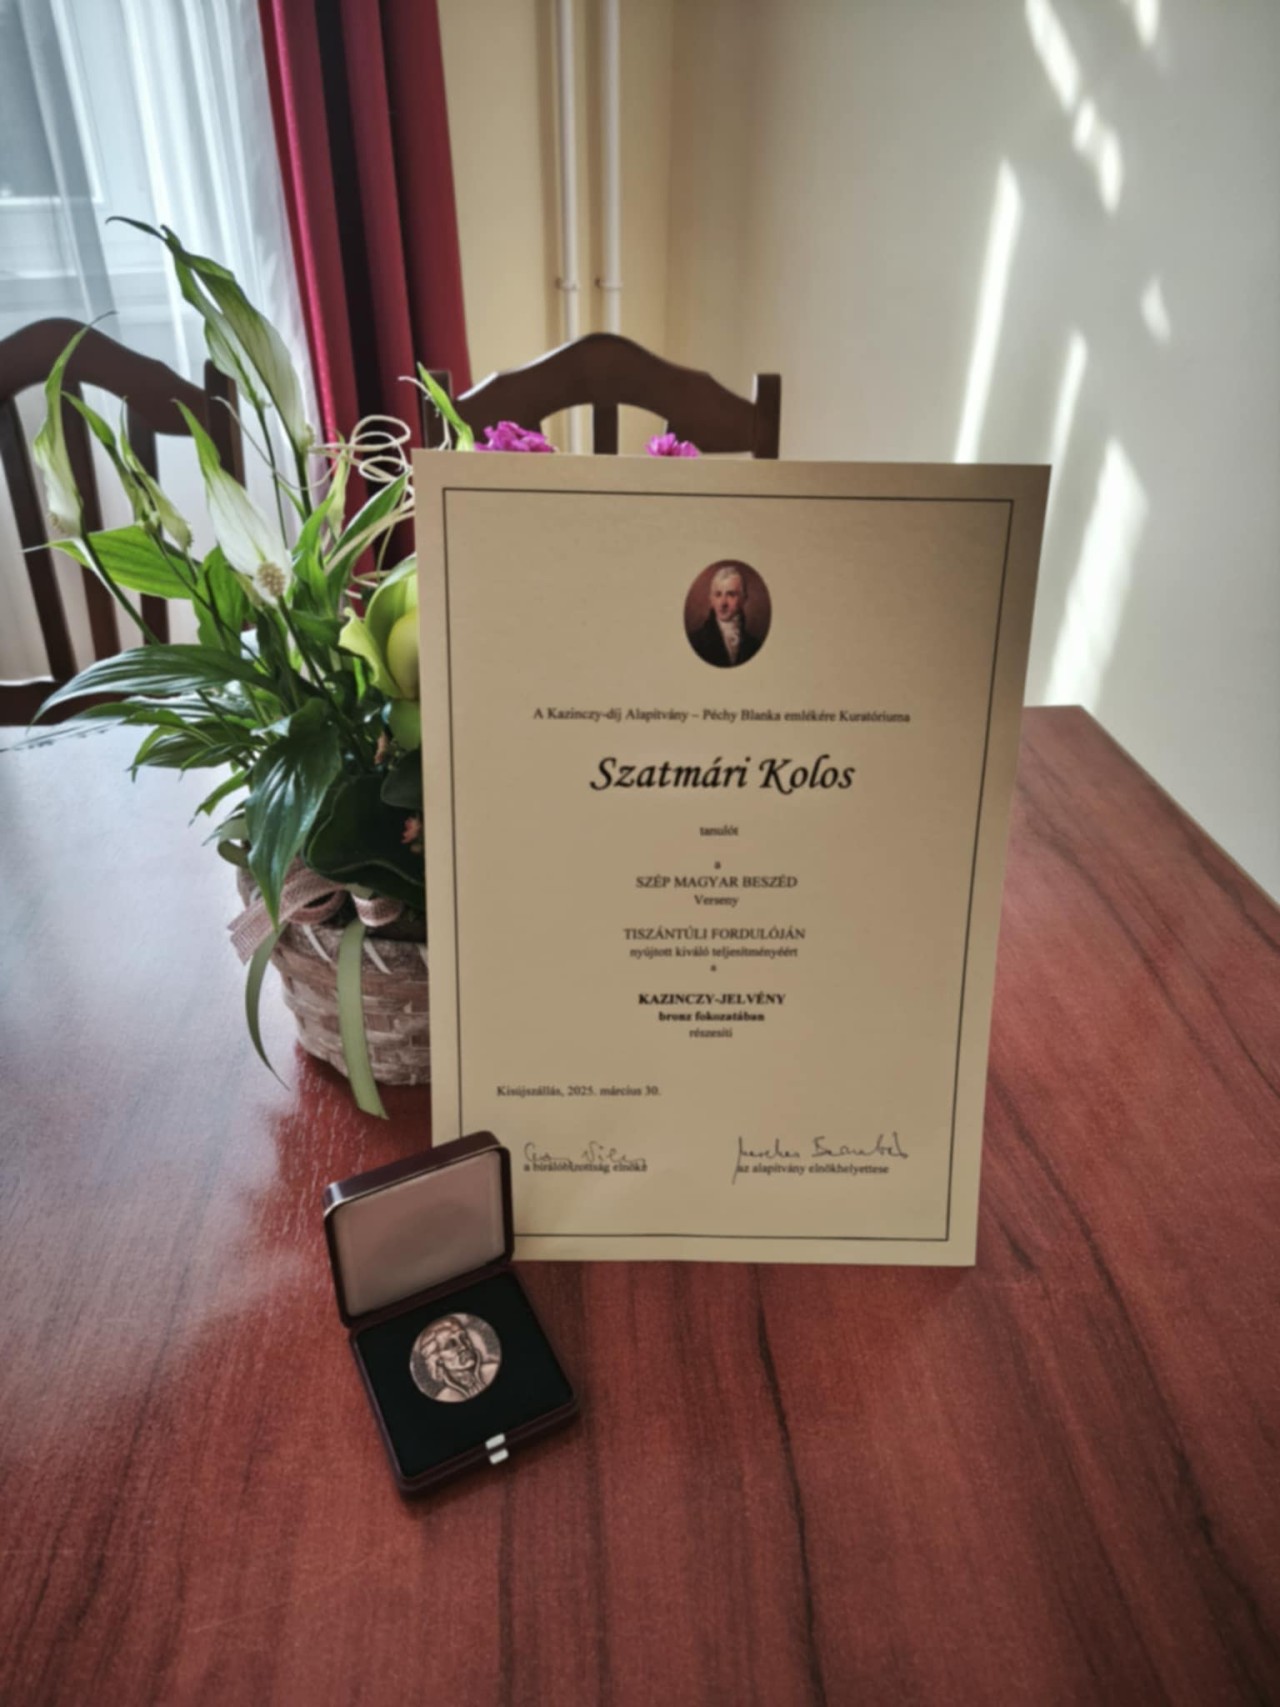 A Kazinczy-díj Alapítvány – Péchy Blanka emlékére Kuratóriuma
Szatmári Kolos
tanulót
a
SZÉP MAGYAR BESZÉD
Verseny
TISZÁNTÚLI FORDULÓJÁN
nyújtott kiváló teljesítményéért
a
KAZINCZY-JELVÉNY
bronz fokozatában
részesíti
Kisújszállás, 2025. március 30.
a bírálóbizottság elnöke
az alapítvány elnökhelyettese